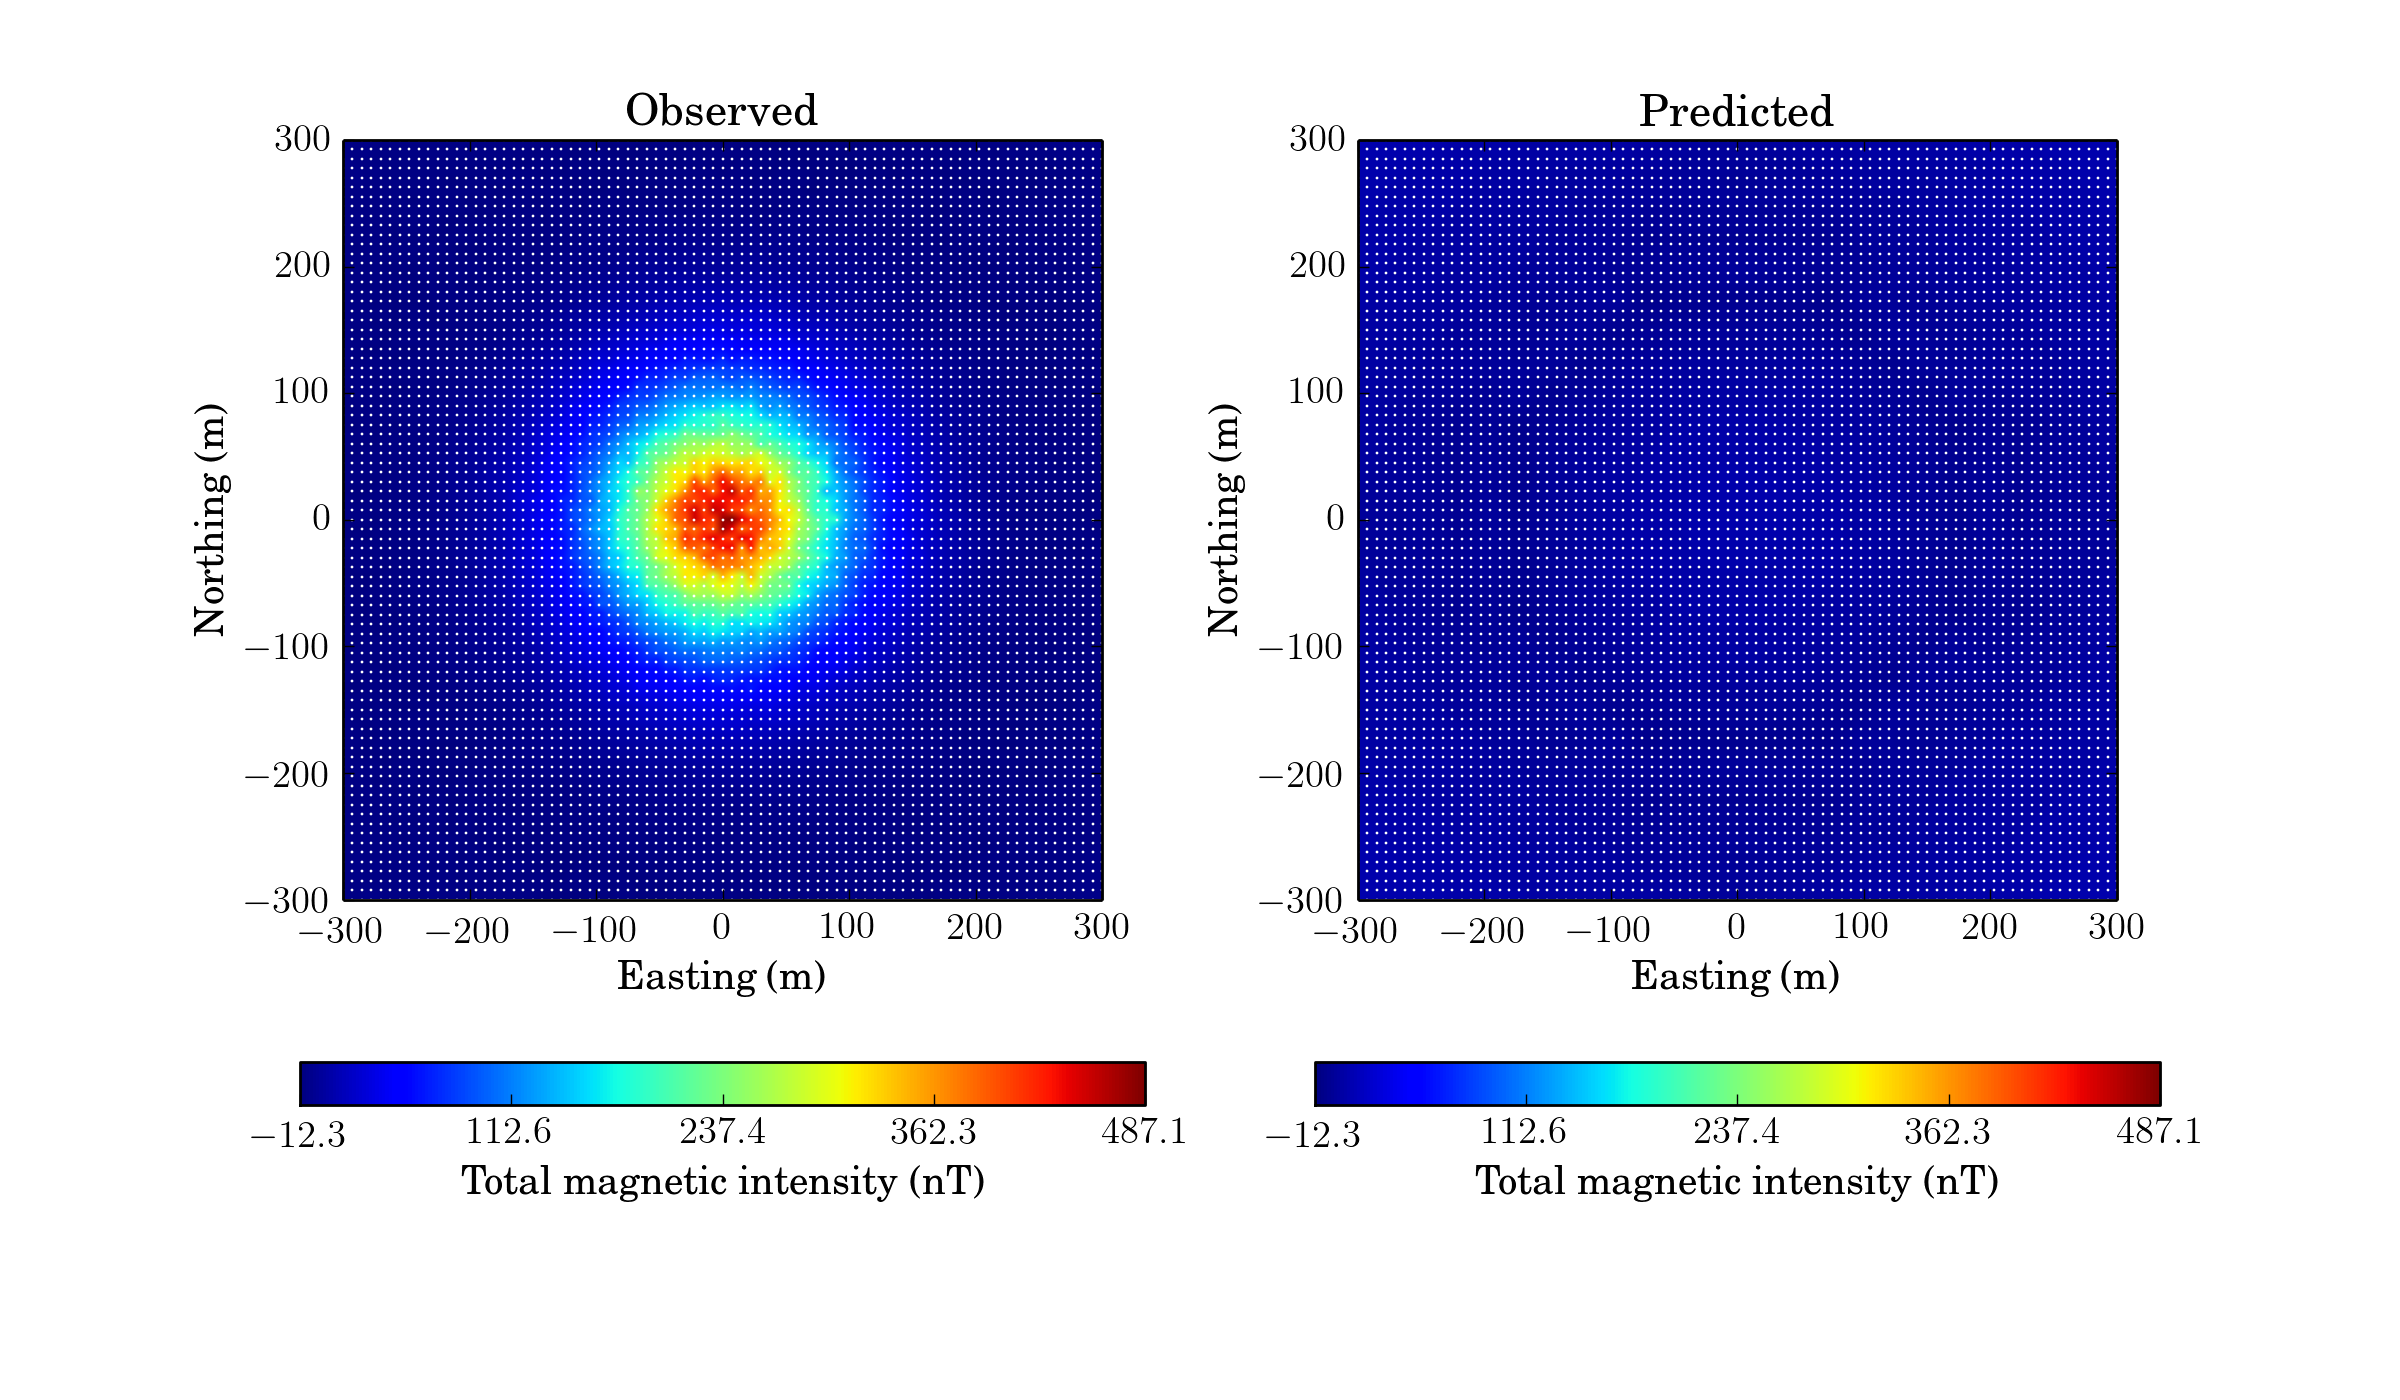 Observed
300
200
100
0
−100
−200
−300
Northing (m)
−300 −200 −100 0 100 200 300
Easting (m)
−12.3 112.6 237.4 362.3 487.1
Total magnetic intensity (nT)
Predicted
300
200
100
0
−100
−200
−300
Northing (m)
−300 −200 −100 0 100 200 300
Easting (m)
−12.3 112.6 237.4 362.3 487.1
Total magnetic intensity (nT)